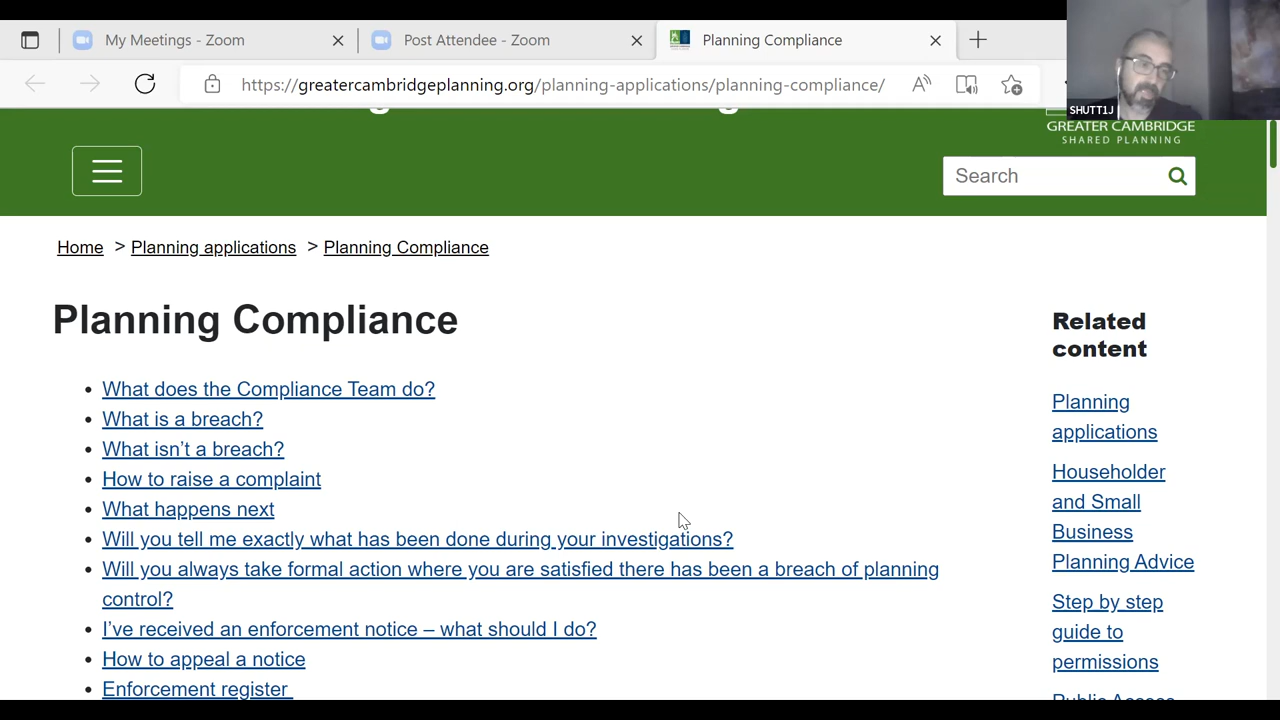 My Meetings - Zoom
Post Attendee - Zoom
Planning Compliance
https://greatercambridgeplanning.org/planning-applications/planning-compliance/
SHUTT1J
GREATER CAMBRIDGE
SHARED PLANNING
Search
Home > Planning applications > Planning Compliance
Planning Compliance
What does the Compliance Team do?
What is a breach?
What isn't a breach?
How to raise a complaint
What happens next
Will you tell me exactly what has been done during your investigations?
Will you always take formal action where you are satisfied there has been a breach of planning
control?
I've received an enforcement notice – what should I do?
How to appeal a notice
Enforcement register
Related
content
Planning
applications
Householder
and Small
Business
Planning Advice
Step by step
guide to
permissions
Public Access